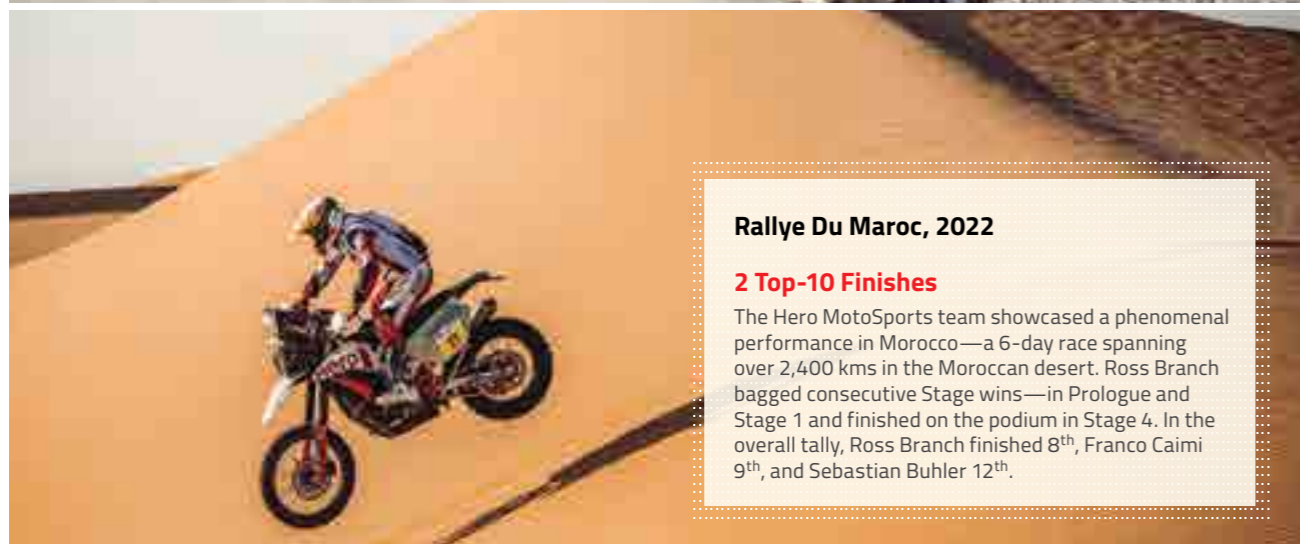 Rallye Du Maroc, 2022
2 Top-10 Finishes
The Hero MotoSports team showcased a phenomenal
performance in Morocco—a 6-day race spanning
over 2,400 kms in the Moroccan desert. Ross Branch
bagged consecutive Stage wins—in Prologue and
Stage 1 and finished on the podium in Stage 4. In the
overall tally, Ross Branch finished 8th, Franco Caimi
9th, and Sebastian Buhler 12th.